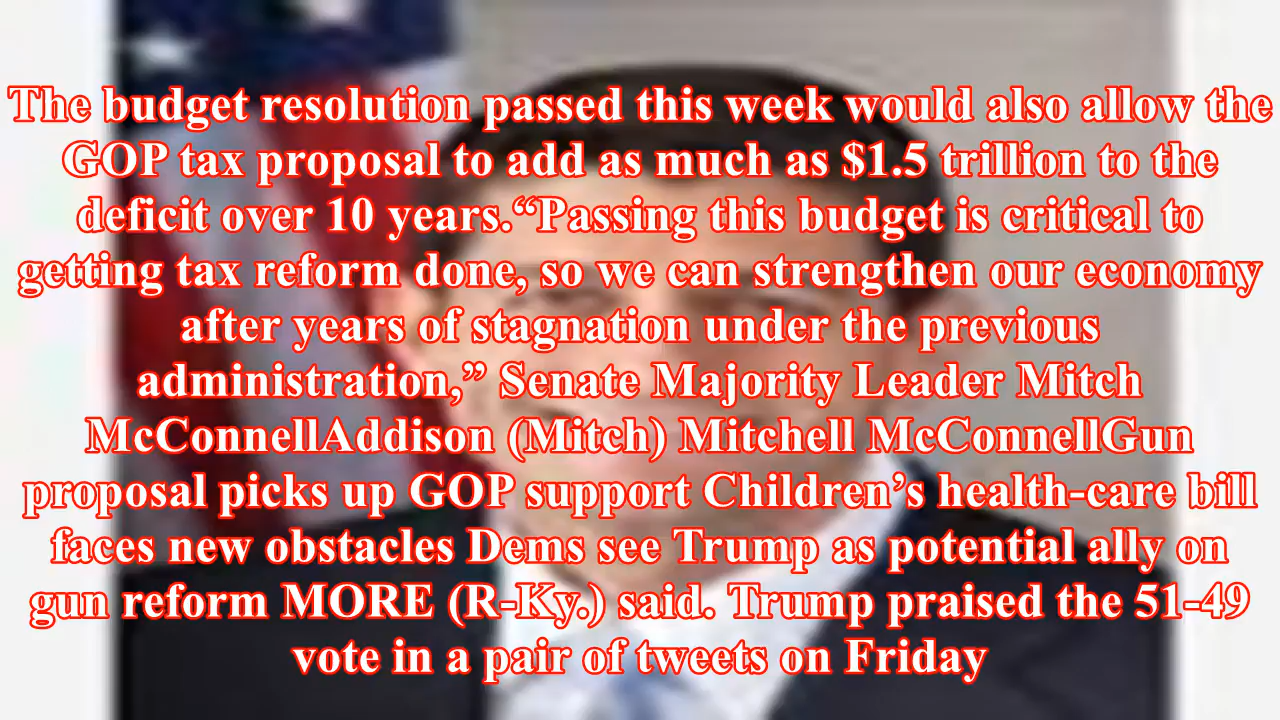 The budget resolution passed this week would also allow the
GOP tax proposal to add as much as $1.5 trillion to the
deficit over 10 years.“Passing this budget is critical to
getting tax reform done, so we can strengthen our economy
after years of stagnation under the previous
administration,” Senate Majority Leader Mitch
McConnellAddison (Mitch) Mitchell McConnellGun
proposal picks up GOP support Children’s health-care bill
faces new obstacles Dems see Trump as potential ally on
gun reform MORE (R-Ky.) said. Trump praised the 51-49
vote in a pair of tweets on Friday